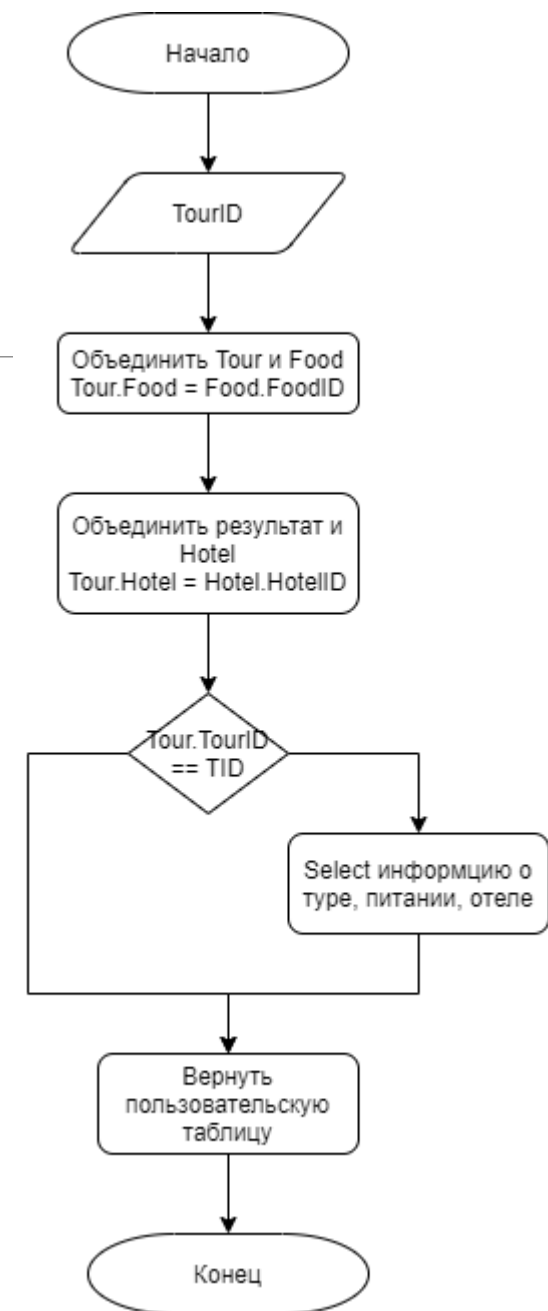 Начало
TourID
Объединить Tour и Food
Tour.Food = Food.FoodID
Объединить результат и
Hotel
Tour.Hotel = Hotel.HotelID
Tour.TourID
== TID
Select информцию о
туре, питании, отеле
Вернуть
пользовательскую
таблицу
Конец